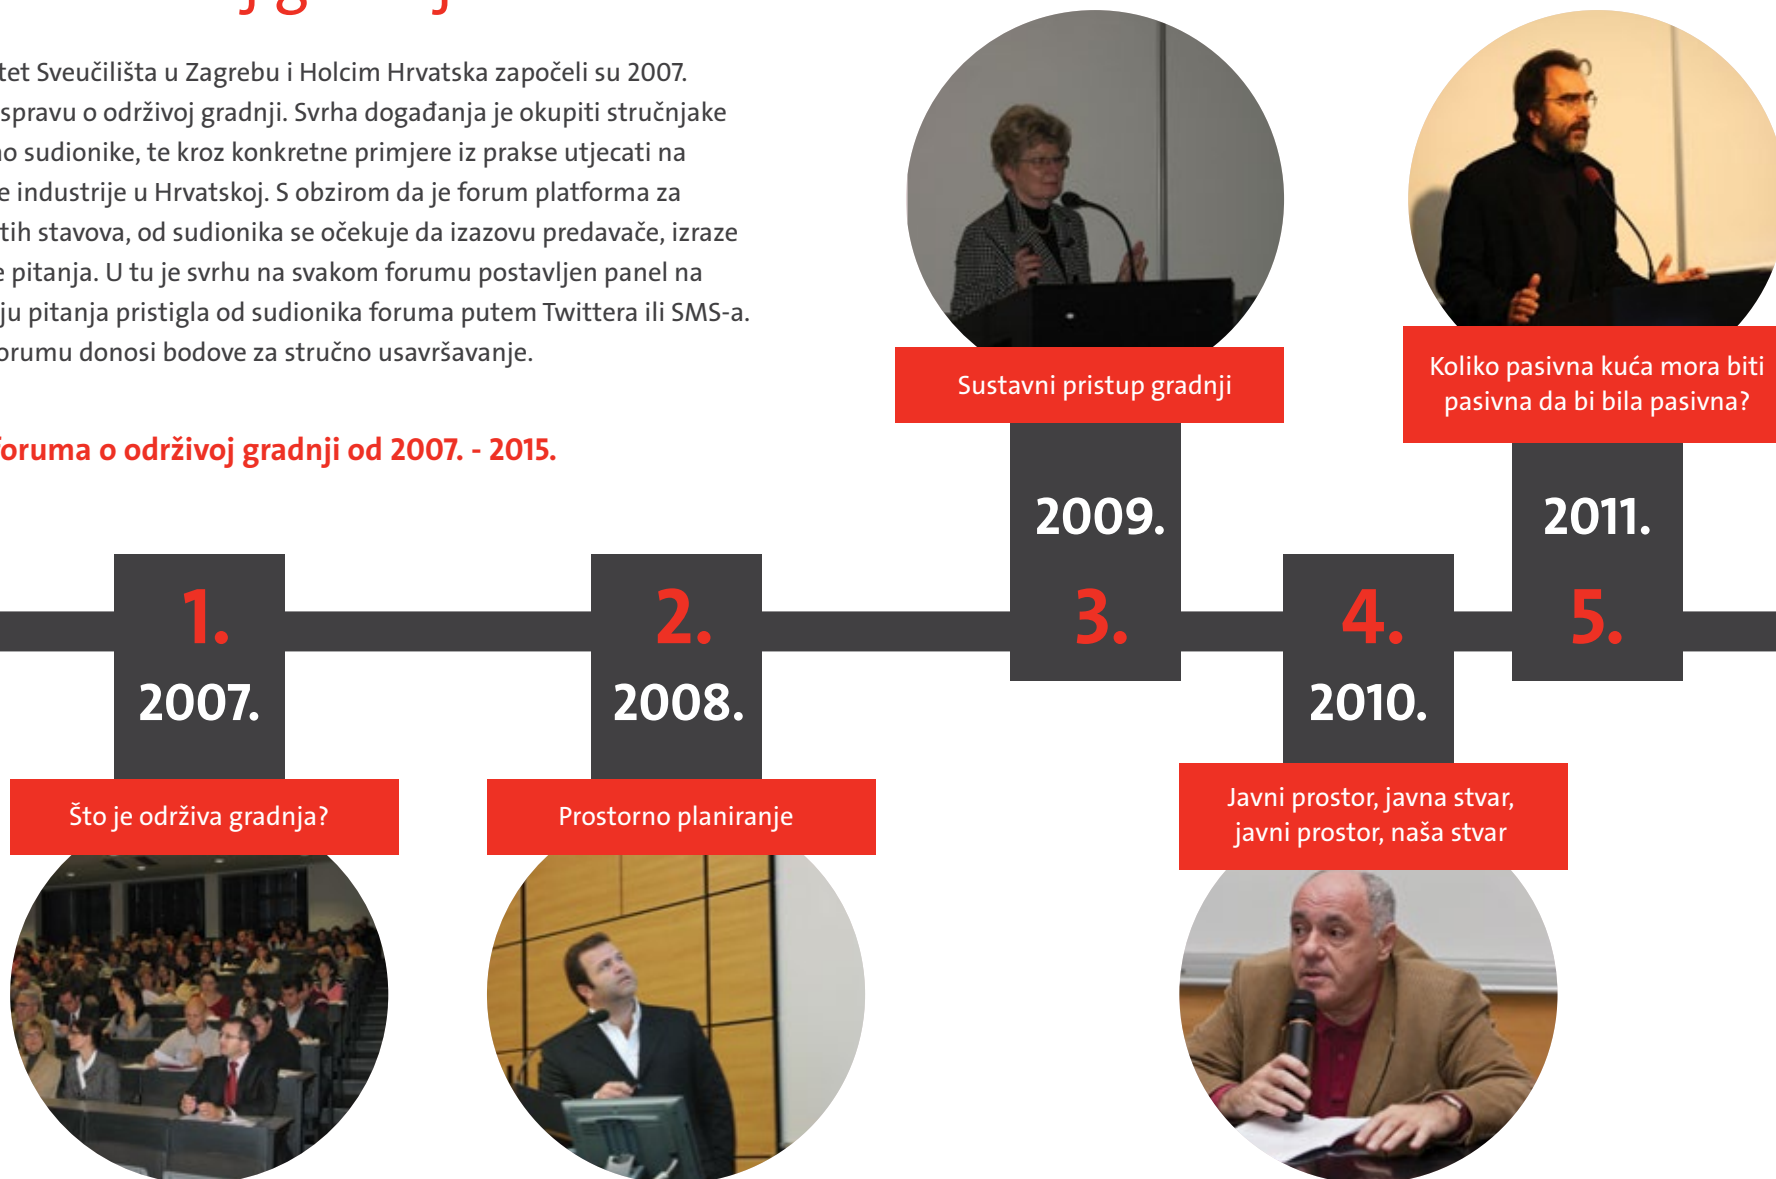 tet Sveučilišta u Zagrebu i Holcim Hrvatska započeli su 2007.
spravu o održivoj gradnji. Svrha događanja je okupiti stručnjake
o sudionike, te kroz konkretne primjere iz prakse utjecati na
e industrije u Hrvatskoj. S obzirom da je forum platforma za
tih stavova, od sudionika se očekuje da izazovu predavače, izraze
e pitanja. U tu je svrhu na svakom forumu postavljen panel na
ju pitanja pristigla od sudionika foruma putem Twittera ili SMS-a.
orumu donosi bodove za stručno usavršavanje.
foruma o održivoj gradnji od 2007. - 2015.
1.
2007.
Što je održiva gradnja?
2.
2008.
Prostorno planiranje
Sustavni pristup gradnji
2009.
3.
4.
2010.
Javni prostor, javna stvar,
javni prostor, naša stvar
Koliko pasivna kuća mora biti
pasivna da bi bila pasivna?
2011.
5.